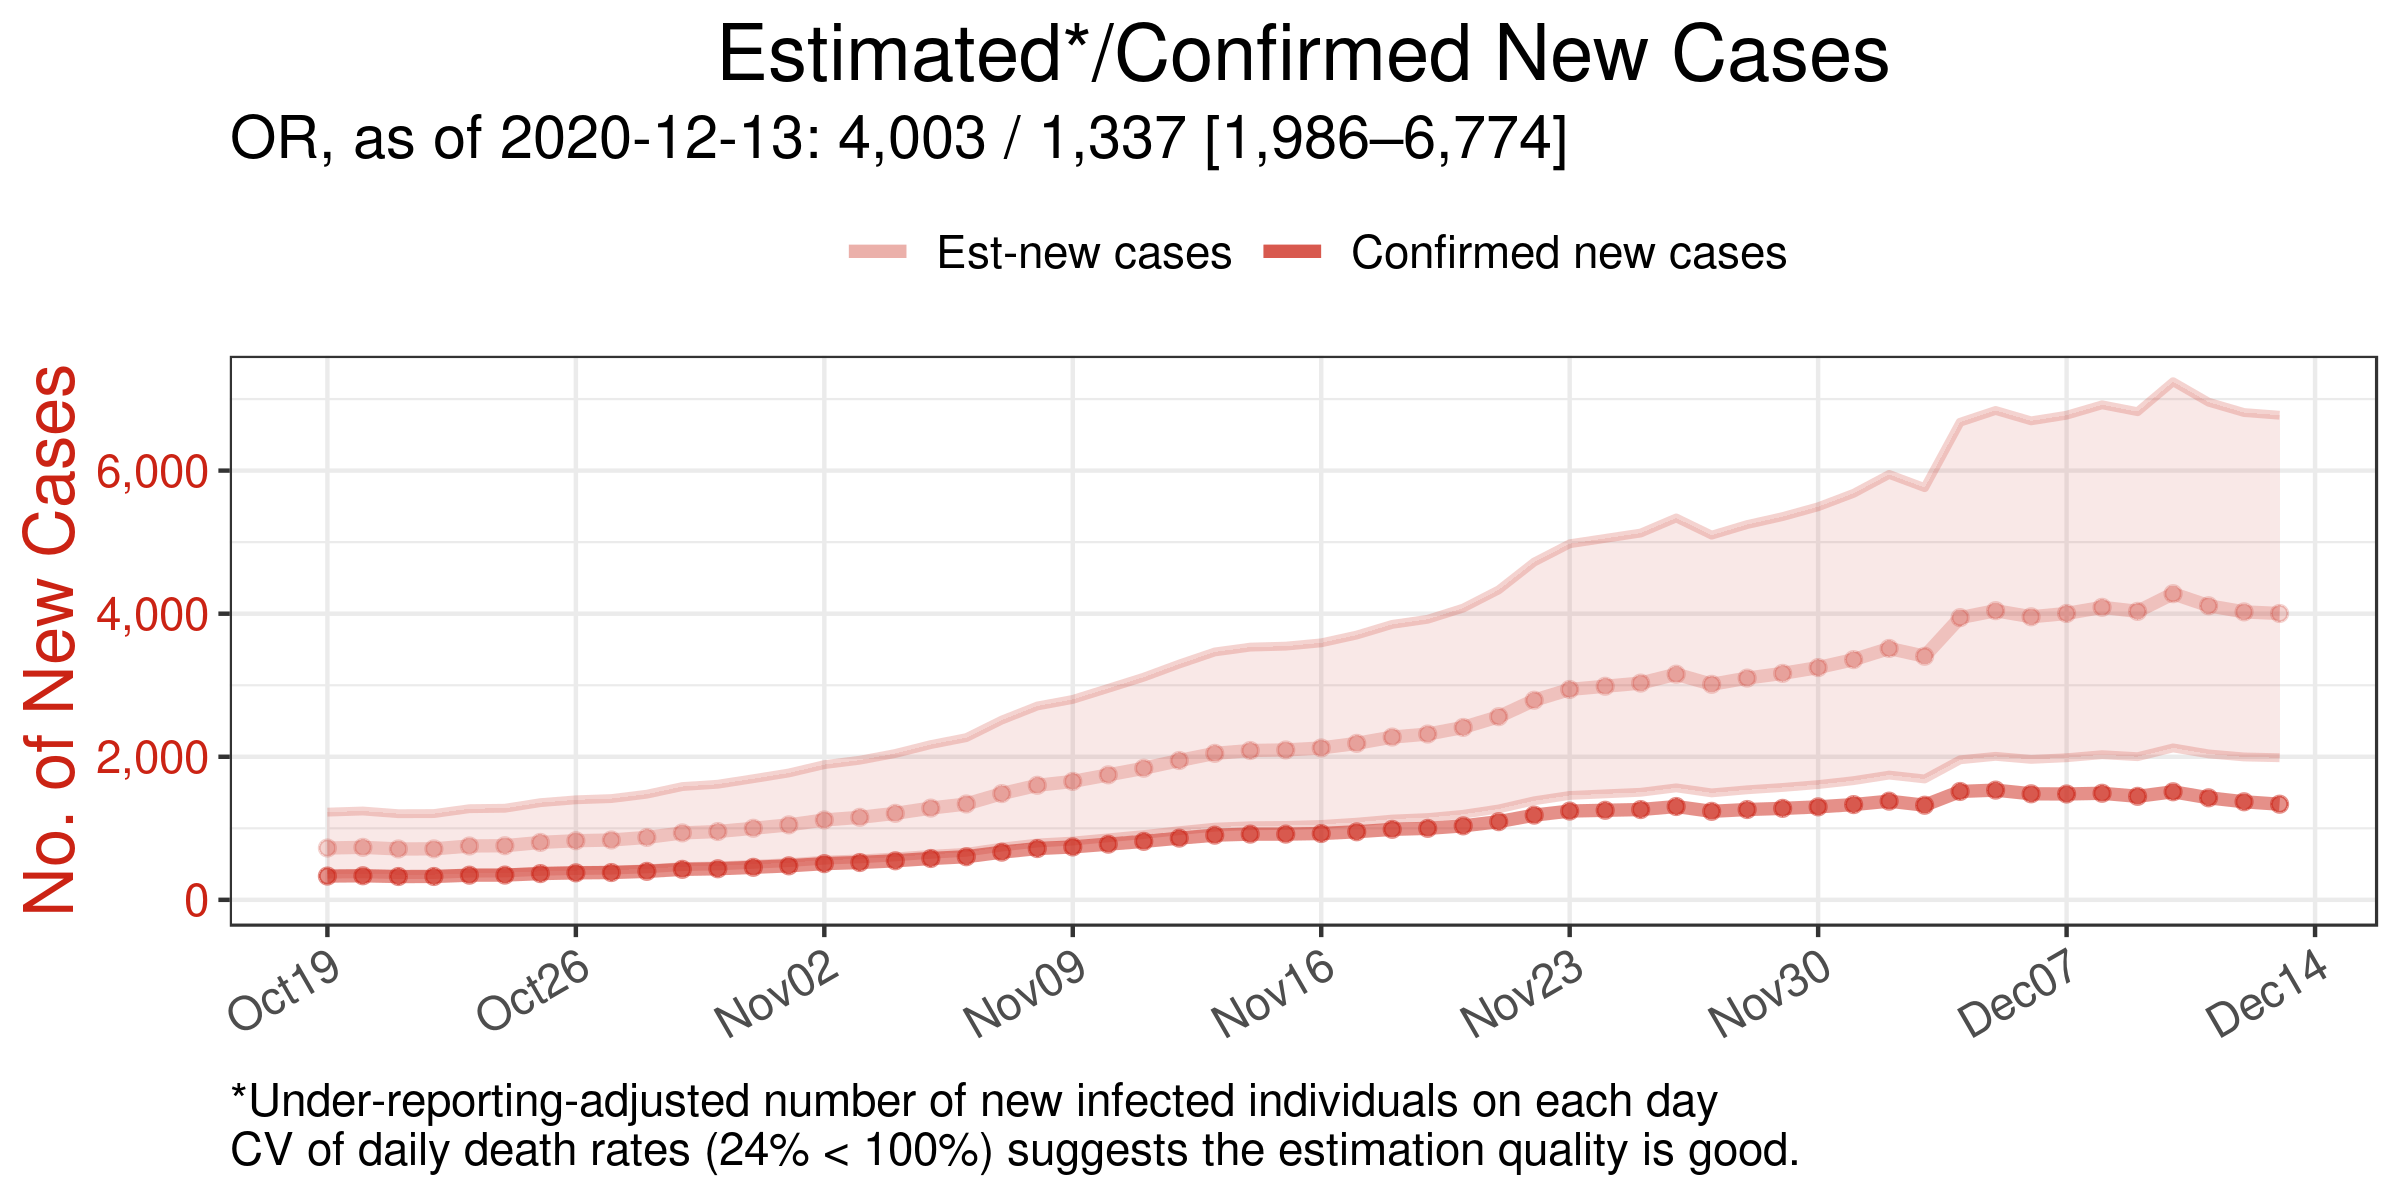 Estimated*/Confirmed New Cases
OR, as of 2020-12-13: 4,003 / 1,337 [1,986–6,774]
Est-new cases Confirmed new cases
No. of New Cases
6,000
4,000
2,000
0
Oct19 Oct26 Nov02 Nov09 Nov16 Nov23 Nov30 Dec07 Dec14
*Under-reporting-adjusted number of new infected individuals on each day
CV of daily death rates (24% < 100%) suggests the estimation quality is good.